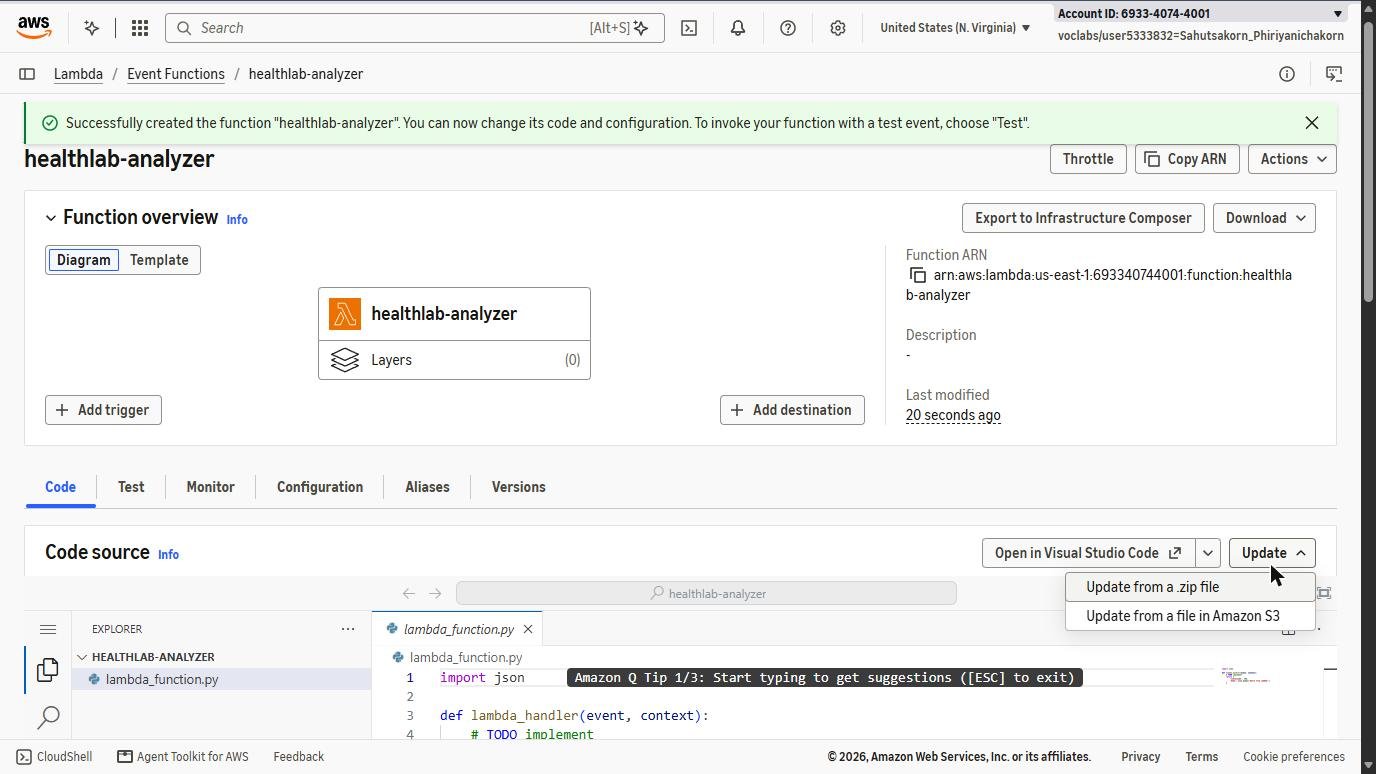 aws
Search
[Alt+S]
United States (N. Virginia)
Account ID: 6933-4074-4001
voclabs/user5333832=Sahutsakorn_Phiriyanichakorn
Lambda / Event Functions / healthlab-analyzer
Successfully created the function "healthlab-analyzer". You can now change its code and configuration. To invoke your function with a test event, choose "Test".
healthlab-analyzer
Throttle
Copy ARN
Actions
Function overview Info
Export to Infrastructure Composer
Download
Diagram
Template
healthlab-analyzer
Layers (0)
+ Add trigger
+ Add destination
Function ARN
arn:aws:lambda:us-east-1:693340744001:function:healthla
b-analyzer
Description
-
Last modified
20 seconds ago
Code
Test
Monitor
Configuration
Aliases
Versions
Code source Info
Open in Visual Studio Code
Update
Update from a .zip file
Update from a file in Amazon S3
healthlab-analyzer
EXPLORER
HEALTHLAB-ANALYZER
lambda_function.py
lambda_function.py
lambda_function.py
1 import json
Amazon Q Tip 1/3: Start typing to get suggestions ([ESC] to exit)
2
3 def lambda_handler(event, context):
4 # TODO implement
CloudShell
Agent Toolkit for AWS
Feedback
© 2026, Amazon Web Services, Inc. or its affiliates.
Privacy
Terms
Cookie preferences